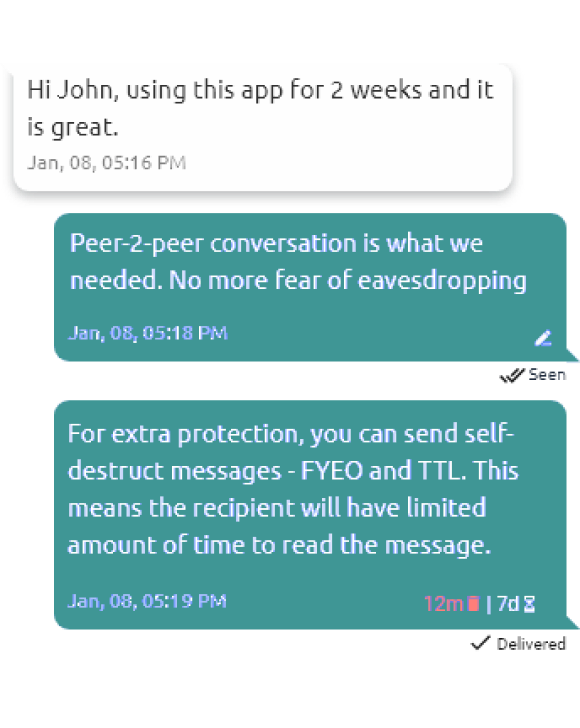 Hi John, using this app for 2 weeks and it
is great.
Jan, 08, 05:16 PM
Peer-2-peer conversation is what we
needed. No more fear of eavesdropping
Jan, 08, 05:18 PM
Seen
For extra protection, you can send self-
destruct messages - FYEO and TTL. This
means the recipient will have limited
amount of time to read the message.
Jan, 08, 05:19 PM 12m | 7d
Delivered